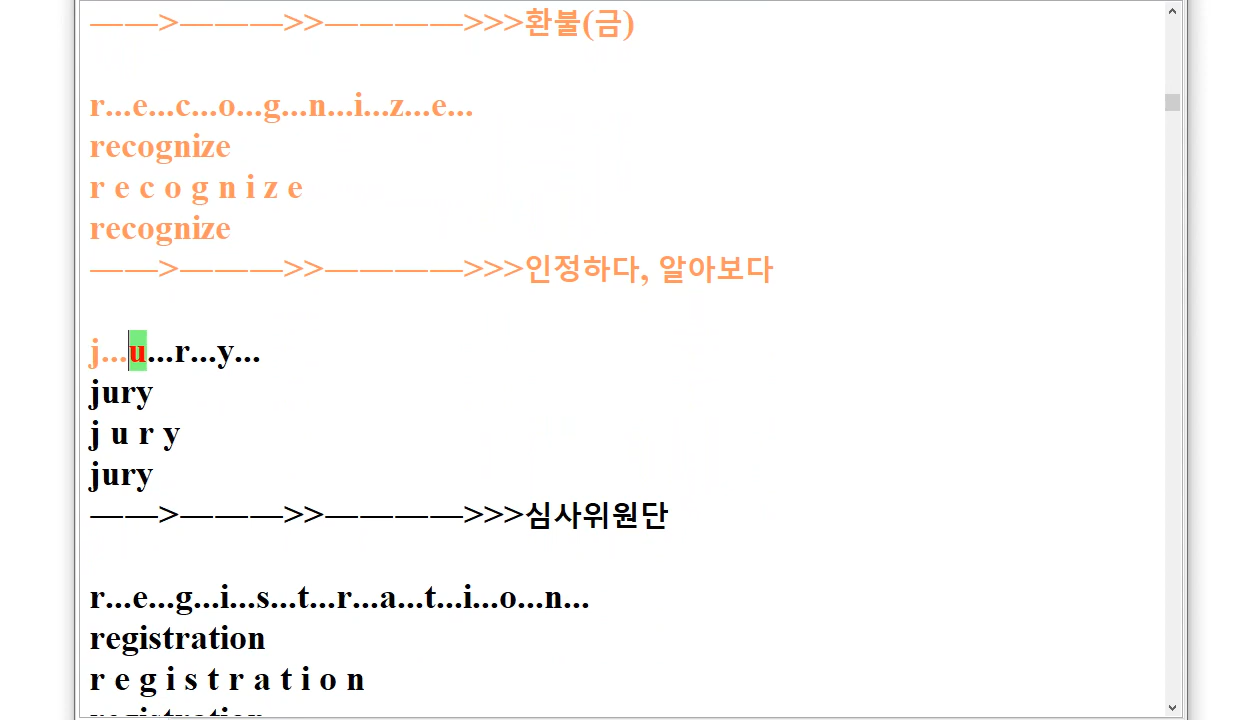 ——>———>>————>>>환불(금)
r...e...c...o...g...n...i...z...e...
recognize
r e c o g n i z e
recognize
——>———>>————>>>인정하다, 알아보다
j...u...r...y...
jury
j u r y
jury
——>———>>————>>>심사위원단
r...e...g...i...s...t...r...a...t...i...o...n...
registration
r e g i s t r a t i o n
registration